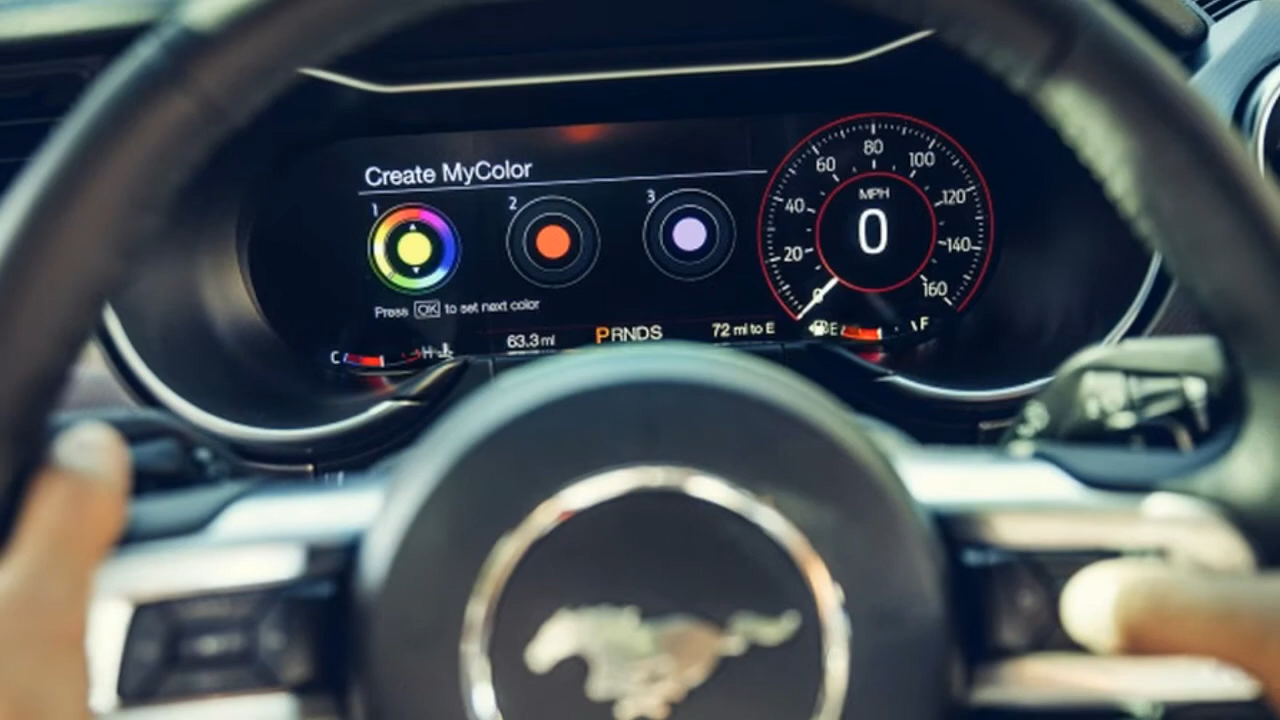 Create MyColor
1 2 3
Press OK to set next color
C H
63.3 mi
PRNDS
72 mi to E
E F
MPH
0
0 20 40 60 80 100 120 140 160